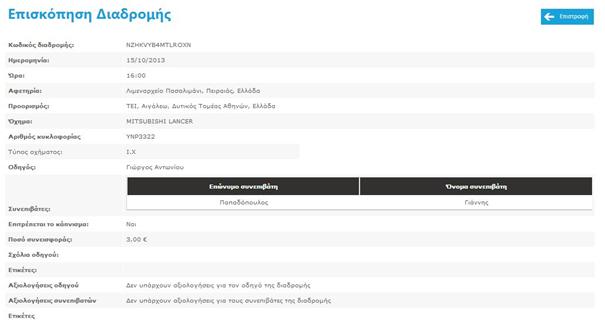 Επισκόπηση Διαδρομής
Επιστροφή
Κωδικός διαδρομής: NZHKVYB4MTLROXN
Ημερομηνία: 15/10/2013
Ώρα: 16:00
Αφετηρία: Λιμεναρχείο Πασαλιμάνι, Πειραιάς, Ελλάδα
Προορισμός: ΤΕΙ, Αιγάλεω, Δυτικός Τομέας Αθηνών, Ελλάδα
Όχημα: MITSUBISHI LANCER
Αριθμός κυκλοφορίας ΥΝΡ3322
Τύπος οχήματος: Ι.Χ
Οδηγός: Γιώργος Αντωνίου
Επώνυμο συνεπιβάτη Όνομα συνεπιβάτη
Παπαδόπουλος Γιάννης
Συνεπιβάτες:
Επιτρέπεται το κάπνισμα: Ναι
Ποσό συνεισφοράς: 3,00 €
Σχόλια οδηγού:
Ετικέτες:
Αξιολογήσεις οδηγού Δεν υπάρχουν αξιολογήσεις για τον οδηγό της διαδρομής
Αξιολογήσεις συνεπιβατών Δεν υπάρχουν αξιολογήσεις για τους συνεπιβάτες της διαδρομής
Ετικέτες